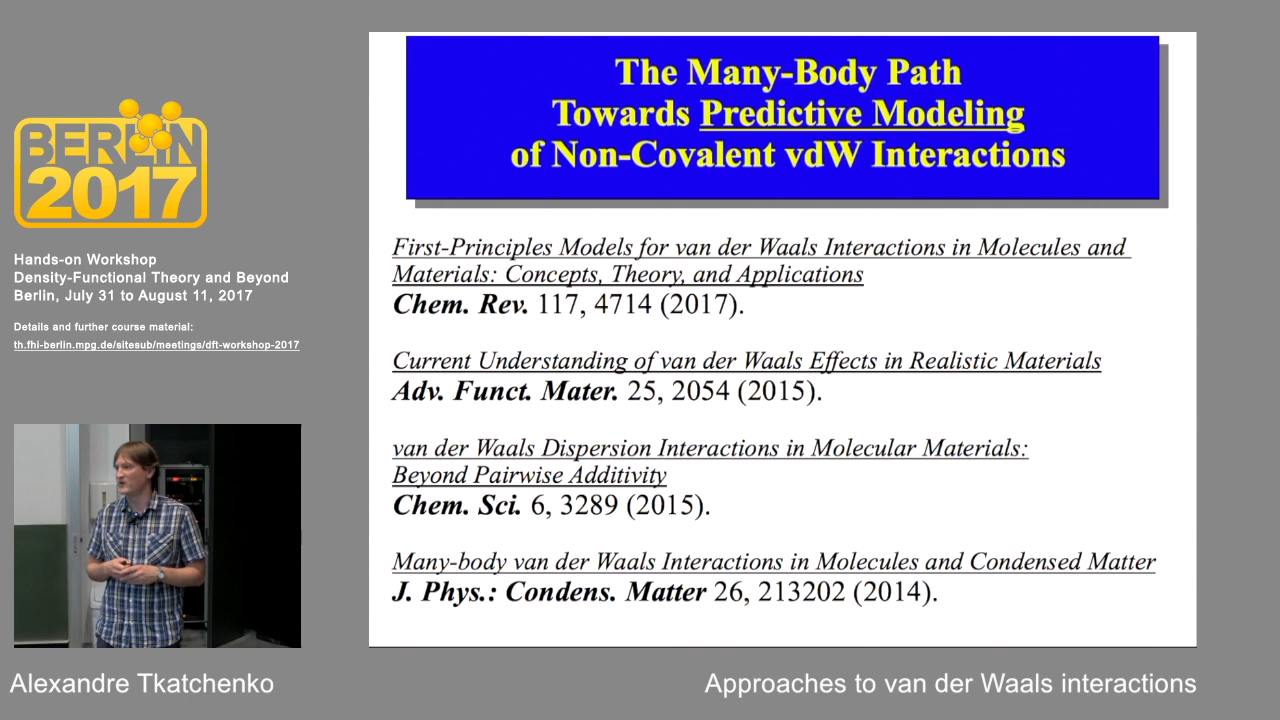 BERLIN
2017
Hands-on Workshop
Density-Functional Theory and Beyond
Berlin, July 31 to August 11, 2017
Details and further course material:
th.fhi-berlin.mpg.de/sitesub/meetings/dft-workshop-2017
The Many-Body Path
Towards Predictive Modeling
of Non-Covalent vdW Interactions
First-Principles Models for van der Waals Interactions in Molecules and
Materials: Concepts, Theory, and Applications
Chem. Rev. 117, 4714 (2017).
Current Understanding of van der Waals Effects in Realistic Materials
Adv. Funct. Mater. 25, 2054 (2015).
van der Waals Dispersion Interactions in Molecular Materials:
Beyond Pairwise Additivity
Chem. Sci. 6, 3289 (2015).
Many-body van der Waals Interactions in Molecules and Condensed Matter
J. Phys.: Condens. Matter 26, 213202 (2014).
Alexandre Tkatchenko
Approaches to van der Waals interactions